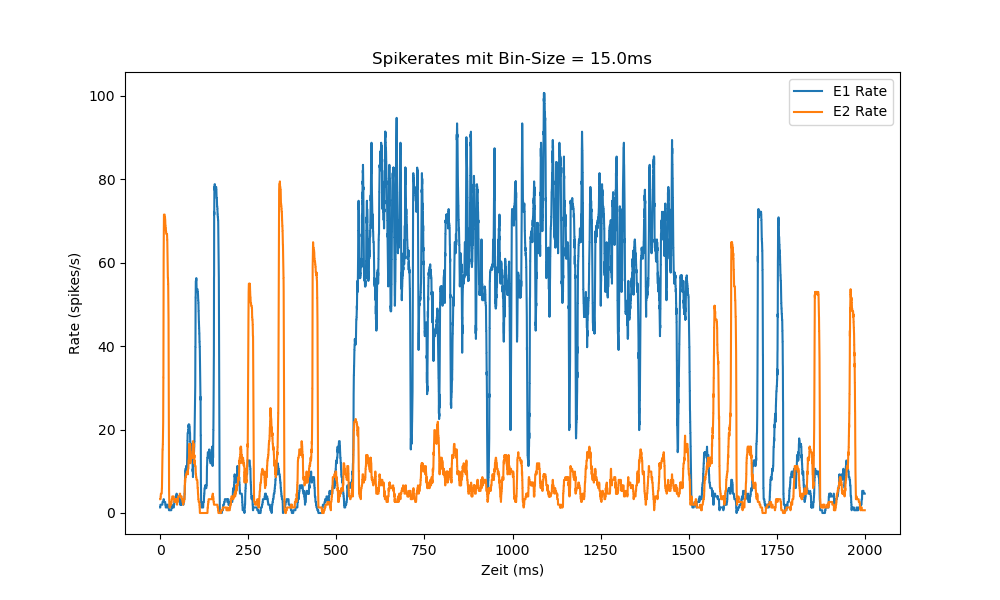 Spikerates mit Bin-Size = 15.0ms
E1 Rate
E2 Rate
Rate (spikes/s)
100
80
60
40
20
0
0 250 500 750 1000 1250 1500 1750 2000
Zeit (ms)